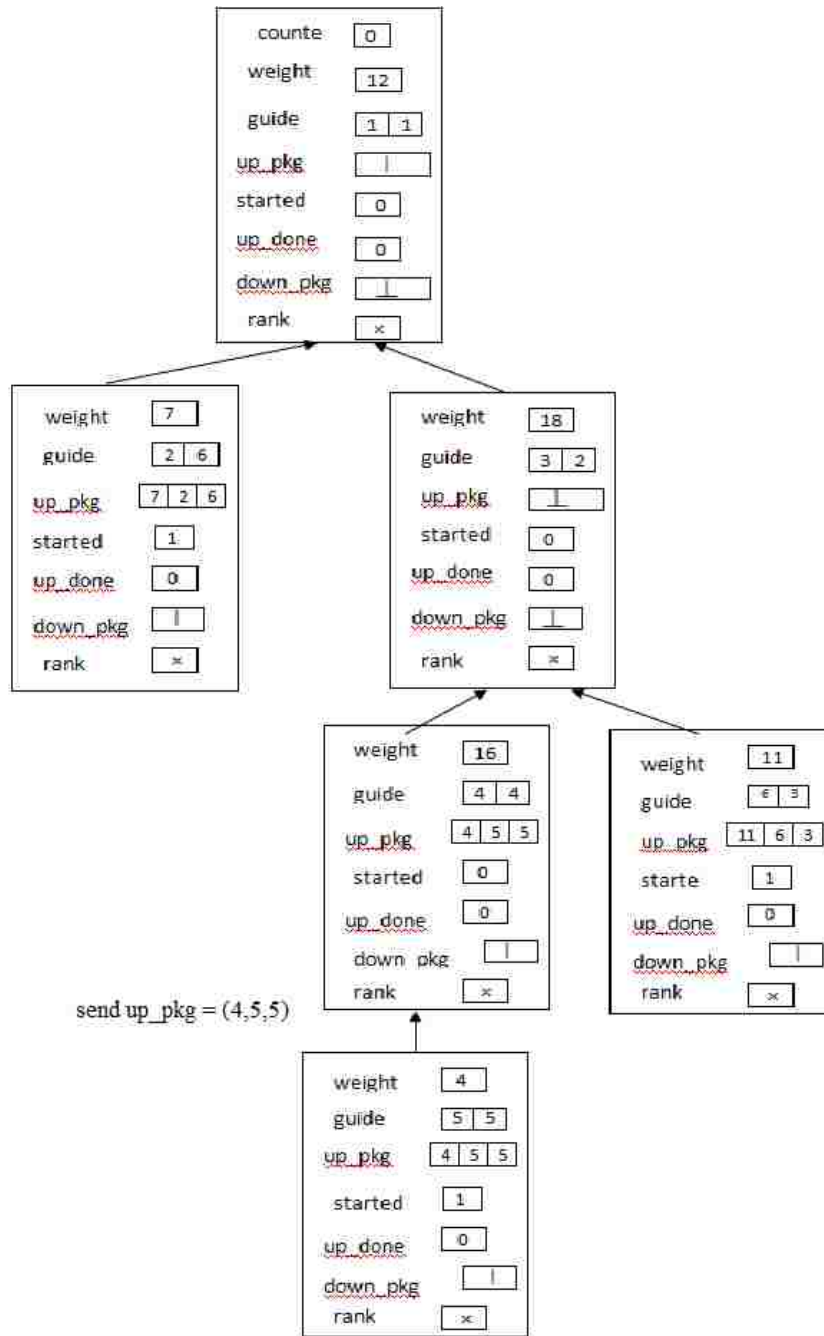 counte 0
weight 12
guide 1 1
up_pkg
started 0
up_done 0
down_pkg ⊥
rank ×
weight 7
guide 2 6
up_pkg 7 2 6
started 1
up_done 0
down_pkg
rank ×
weight 18
guide 3 2
up_pkg ⊥
started 0
up_done 0
down_pkg ⊥
rank ×
weight 16
guide 4 4
up_pkg 4 5 5
started 0
up_done 0
down pkg
rank ×
weight 11
guide 6 3
up_pkg 11 6 3
starte 1
up_done 0
down_pkg
rank ×
send up_pkg = (4,5,5)
weight 4
guide 5 5
up_pkg 4 5 5
started 1
up_done 0
down_pkg
rank ×